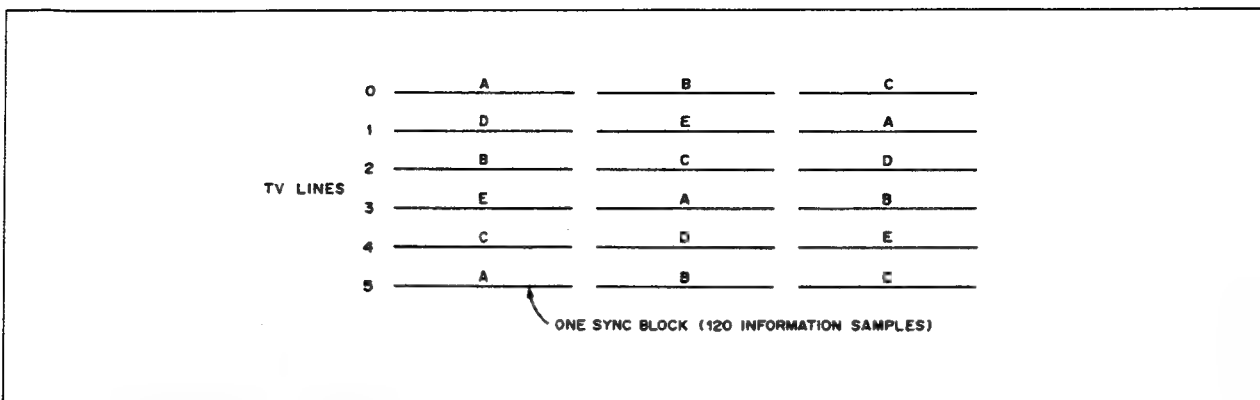 0 A B C
1 D E A
2 B C D
TV LINES
3 E A B
4 C D E
5 A B C
ONE SYNC BLOCK (120 INFORMATION SAMPLES)